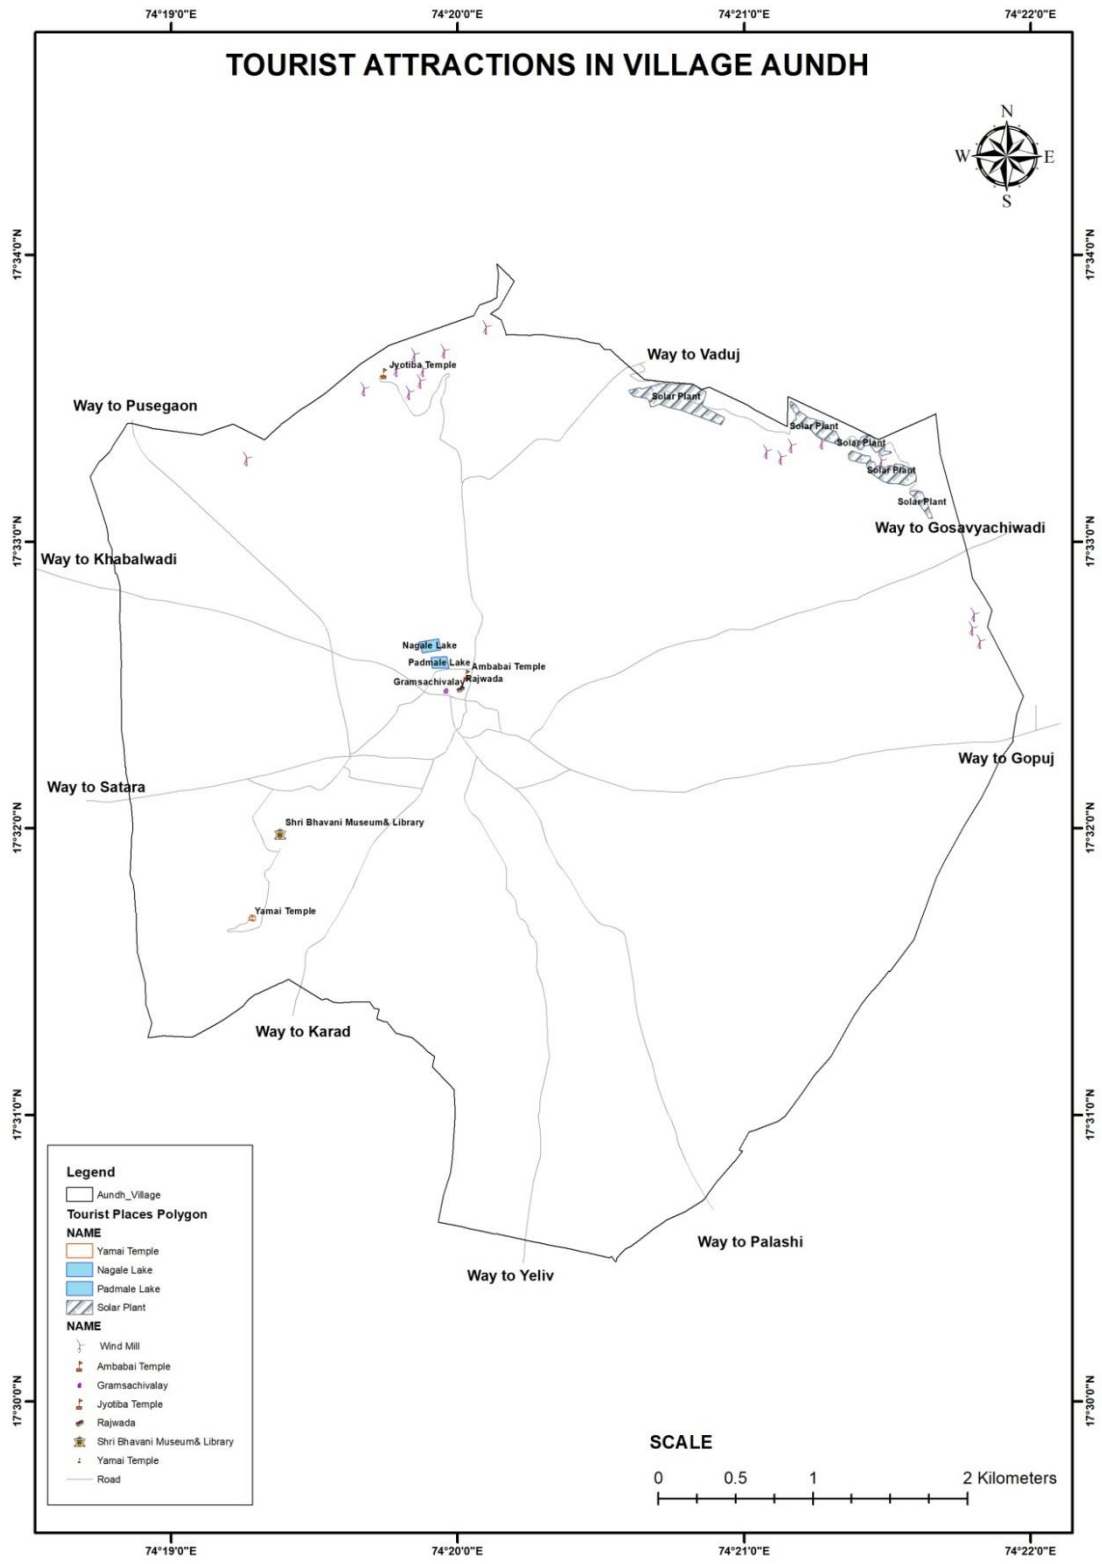 74°19'0"E 74°20'0"E 74°21'0"E 74°22'0"E
TOURIST ATTRACTIONS IN VILLAGE AUNDH
N
W E
S
17°34'0"N 17°34'0"N
Way to Vaduj
Jyotiba Temple
Solar Plant
Way to Pusegaon
Solar Plant
Solar Plant
Solar Plant
Solar Plant
Way to Gosavyachiwadi
17°33'0"N 17°33'0"N
Way to Khabalwadi
Nagale Lake
Padmale Lake
Ambabai Temple
Gramsachivalay
Rajwada
Way to Gopuj
Way to Satara
Shri Bhavani Museum& Library
17°32'0"N 17°32'0"N
Yamai Temple
Way to Karad
17°31'0"N 17°31'0"N
Way to Palashi
Way to Yeliv
Legend
Aundh_Village
Tourist Places Polygon
NAME
Yamai Temple
Nagale Lake
Padmale Lake
Solar Plant
NAME
Wind Mill
Ambabai Temple
Gramsachivalay
Jyotiba Temple
Rajwada
Shri Bhavani Museum& Library
Yamai Temple
Road
17°30'0"N 17°30'0"N
SCALE
0 0.5 1 2 Kilometers
74°19'0"E 74°20'0"E 74°21'0"E 74°22'0"E